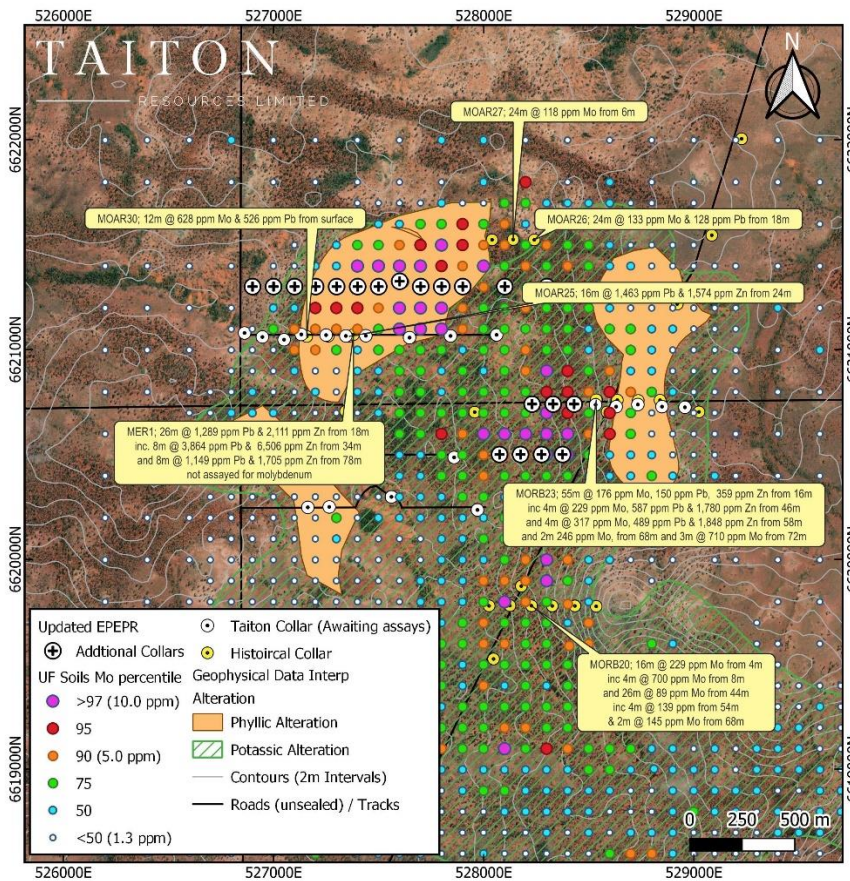 526000E 527000E 528000E 529000E
TAITON
RESOURCES LIMITED
N
6622000N
6622000N
MOAR27; 24m @ 118 ppm Mo from 6m
MOAR30; 12m @ 628 ppm Mo & 526 ppm Pb from surface
MOAR26; 24m @ 133 ppm Mo & 128 ppm Pb from 18m
MOAR25; 16m @ 1,463 ppm Pb & 1,574 ppm Zn from 24m
6621000N
6621000N
MER1; 26m @ 1,289 ppm Pb & 2,111 ppm Zn from 18m
inc. 8m @ 3,864 ppm Pb & 6,506 ppm Zn from 34m
and 8m @ 1,149 ppm Pb & 1,705 ppm Zn from 78m
not assayed for molybdenum
MORB23; 55m @ 176 ppm Mo, 150 ppm Pb, 359 ppm Zn from 16m
inc 4m @ 229 ppm Mo, 587 ppm Pb & 1,780 ppm Zn from 46m
and 4m @ 317 ppm Mo, 489 ppm Pb & 1,848 ppm Zn from 58m
and 2m 246 ppm Mo, from 68m and 3m @ 710 ppm Mo from 72m
6620000N
6620000N
MORB20; 16m @ 229 ppm Mo from 4m
inc 4m @ 700 ppm Mo from 8m
and 26m @ 89 ppm Mo from 44m
inc 4m @ 139 ppm from 54m
& 2m @ 145 ppm Mo from 68m
6619000N
6619000N
Updated EPEPR
Addtional Collars
UF Soils Mo percentile
>97 (10.0 ppm)
95
90 (5.0 ppm)
75
50
<50 (1.3 ppm)
Taiton Collar (Awaiting assays)
Histoircal Collar
Geophysical Data Interp
Alteration
Phyllic Alteration
Potassic Alteration
Contours (2m Intervals)
Roads (unsealed) / Tracks
0 250 500 m
526000E 527000E 528000E 529000E